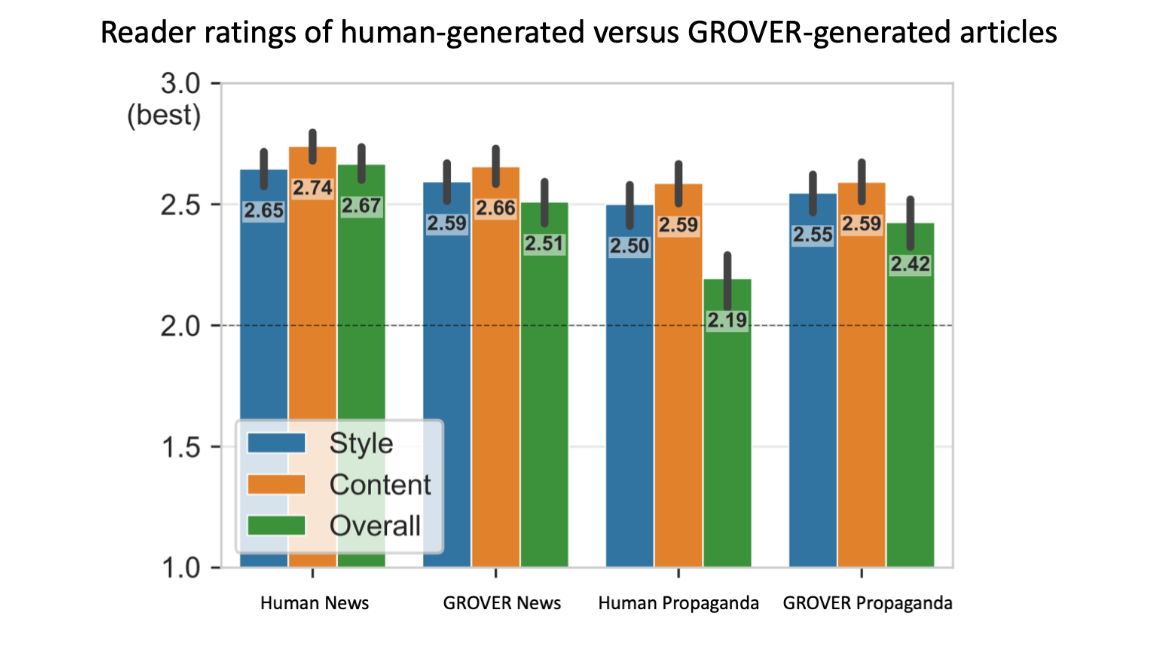 Reader ratings of human-generated versus GROVER-generated articles
3.0
(best)
2.5
2.0
1.5
1.0
2.65
2.74
2.67
2.59
2.66
2.51
2.50
2.59
2.19
2.55
2.59
2.42
Style
Content
Overall
Human News
GROVER News
Human Propaganda
GROVER Propaganda